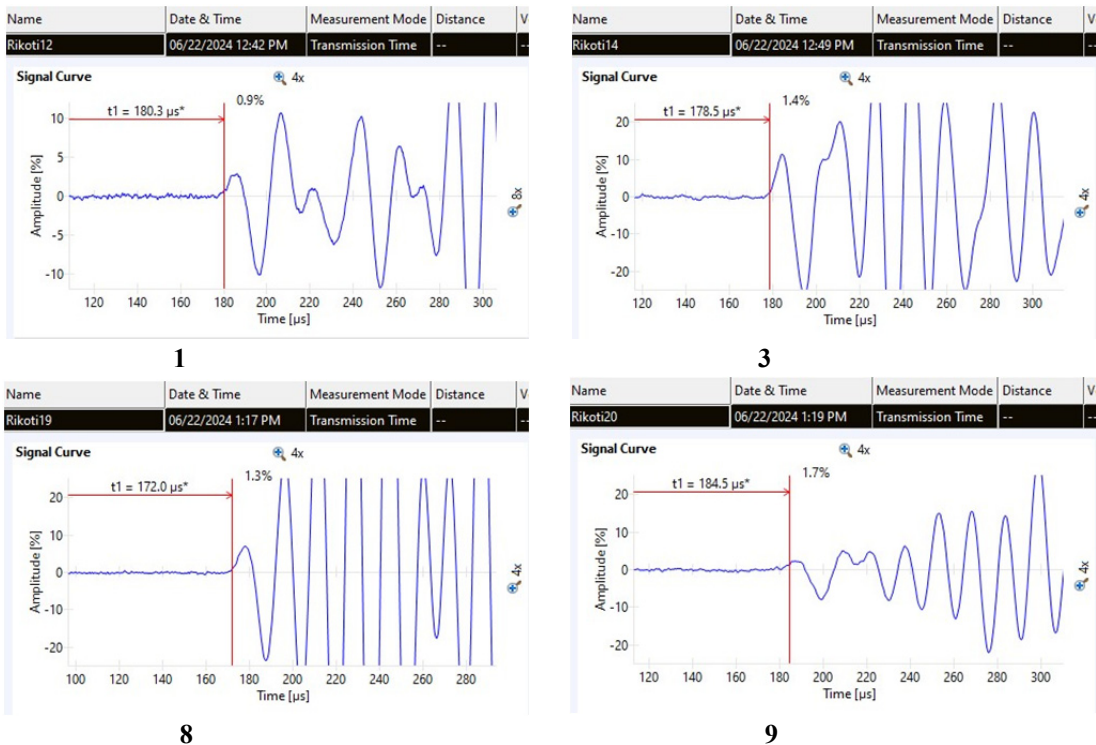 Name Date & Time Measurement Mode Distance V
Rikoti12 06/22/2024 12:42 PM Transmission Time -- --
Signal Curve 4x
0.9%
t1 = 180.3 µs*
10
5
0
-5
-10
Amplitude [%]
8x
120 140 160 180 200 220 240 260 280 300
Time [µs]
1
Name Date & Time Measurement Mode Distance V
Rikoti14 06/22/2024 12:49 PM Transmission Time -- --
Signal Curve 4x
1.4%
t1 = 178.5 µs*
20
10
0
-10
-20
Amplitude [%]
4x
120 140 160 180 200 220 240 260 280 300
Time [µs]
3
Name Date & Time Measurement Mode Distance V
Rikoti19 06/22/2024 1:17 PM Transmission Time -- --
Signal Curve 4x
1.3%
t1 = 172.0 µs*
20
10
0
-10
-20
Amplitude [%]
4x
100 120 140 160 180 200 220 240 260 280
Time [µs]
8
Name Date & Time Measurement Mode Distance V
Rikoti20 06/22/2024 1:19 PM Transmission Time -- --
Signal Curve 4x
1.7%
t1 = 184.5 µs*
20
10
0
-10
-20
Amplitude [%]
4x
120 140 160 180 200 220 240 260 280 300
Time [µs]
9